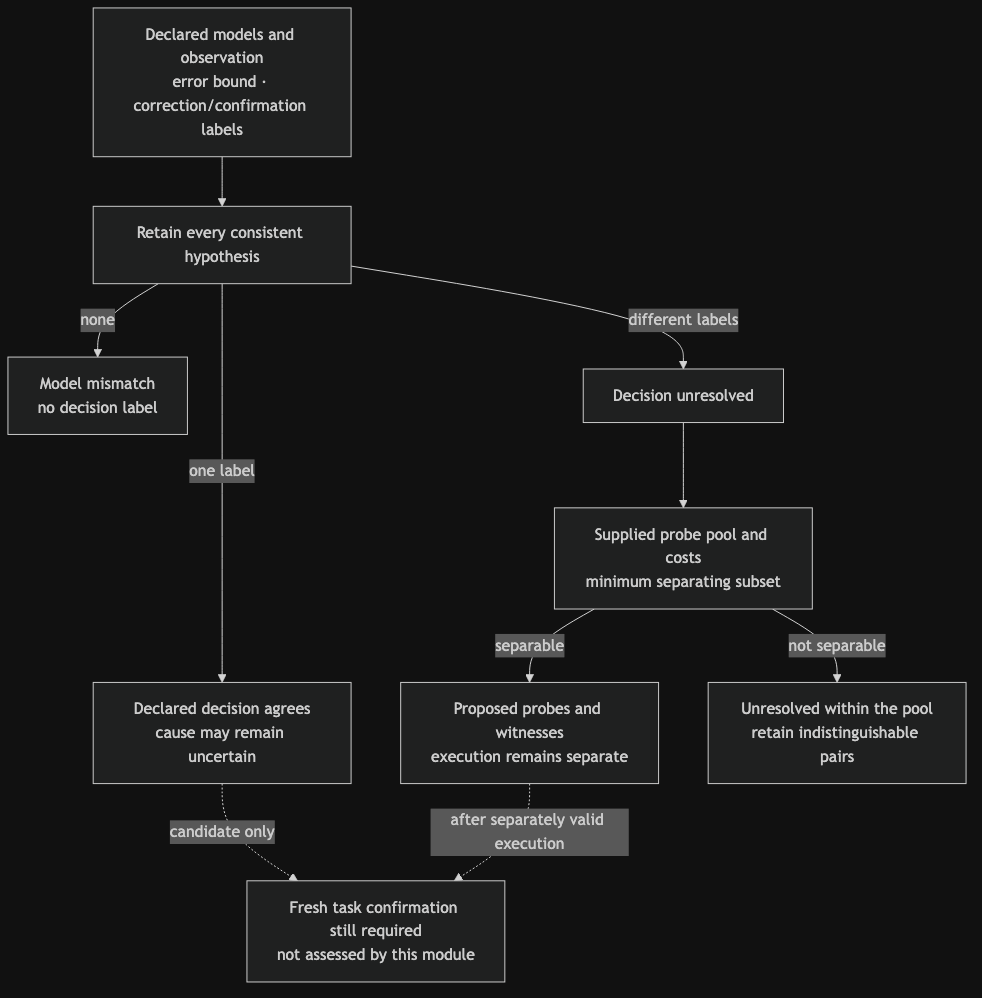 Declared models and
observation
error bound ·
correction/confirmation
labels
Retain every consistent
hypothesis
none
different labels
Model mismatch
no decision label
Decision unresolved
one label
Supplied probe pool and
costs
minimum separating subset
separable
not separable
Declared decision agrees
cause may remain
uncertain
Proposed probes and
witnesses
execution remains separate
Unresolved within the pool
retain indistinguishable
pairs
candidate only
after separately valid
execution
Fresh task confirmation
still required
not assessed by this module